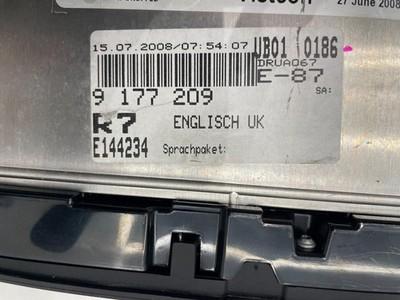 27 June 2008
15.07.2008/07:54:07 UB01 0186
DRUA067
E-87
SA:
9 177 209
R7 ENGLISCH UK
E144234 Sprachpaket: